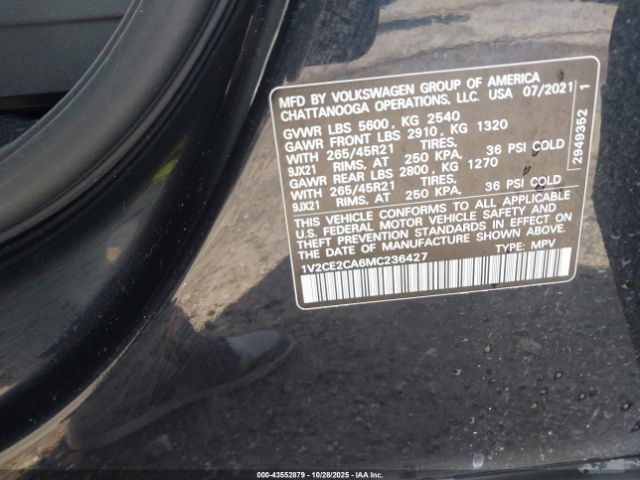 MFD BY VOLKSWAGEN GROUP OF AMERICA
CHATTANOOGA OPERATIONS, LLC. USA 07/2021
GVWR LBS 5600, KG 2540
GAWR FRONT LBS 2910, KG 1320
WITH 265/45R21 TIRES,
9JX21 RIMS, AT 250 KPA, 36 PSI COLD
GAWR REAR LBS 2800, KG 1270
WITH 265/45R21 TIRES,
9JX21 RIMS, AT 250 KPA, 36 PSI COLD
THIS VEHICLE CONFORMS TO ALL APPLICABLE
U.S. FEDERAL MOTOR VEHICLE SAFETY AND
THEFT PREVENTION STANDARDS IN EFFECT ON
THE DATE OF MANUFACTURE SHOWN ABOVE.
1V2CE2CA6MC236427 TYPE: MPV
2949352 1
000-43552879 | 10/28/2025 | IAA Inc.